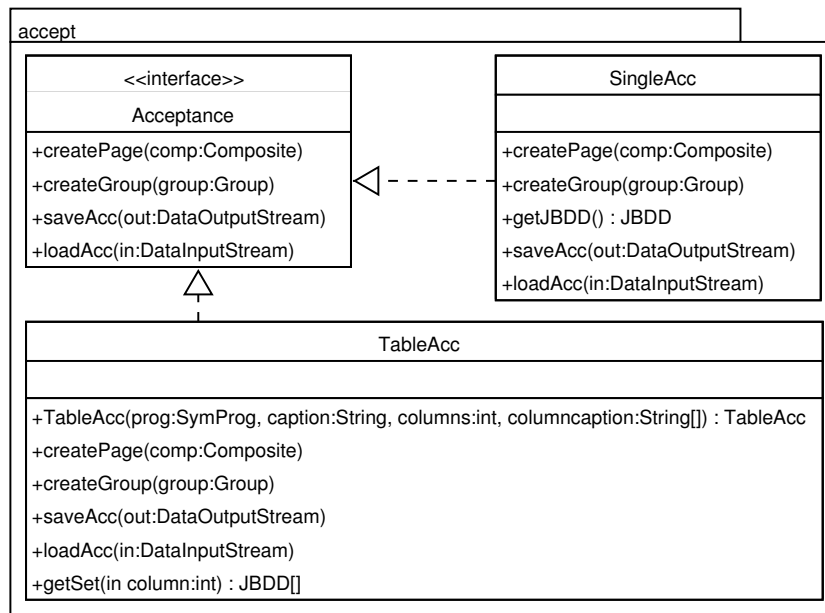 accept
<<interface>>
Acceptance
+createPage(comp:Composite)
+createGroup(group:Group)
+saveAcc(out:DataOutputStream)
+loadAcc(in:DataInputStream)
SingleAcc
+createPage(comp:Composite)
+createGroup(group:Group)
+getJBDD() : JBDD
+saveAcc(out:DataOutputStream)
+loadAcc(in:DataInputStream)
TableAcc
+TableAcc(prog:SymProg, caption:String, columns:int, columncaption:String[]) : TableAcc
+createPage(comp:Composite)
+createGroup(group:Group)
+saveAcc(out:DataOutputStream)
+loadAcc(in:DataInputStream)
+getSet(in column:int) : JBDD[]